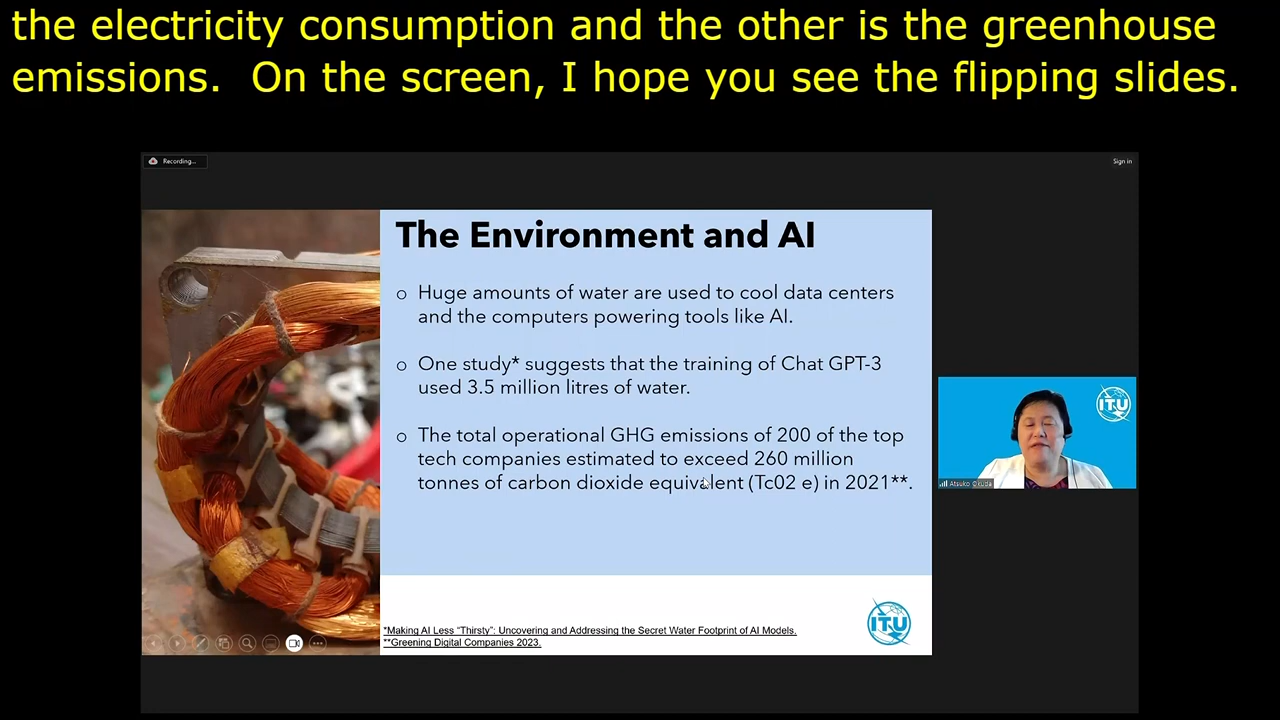 the electricity consumption and the other is the greenhouse
emissions.  On the screen, I hope you see the flipping slides.
Recording...
Sign in
The Environment and AI
o Huge amounts of water are used to cool data centers
and the computers powering tools like AI.
o One study* suggests that the training of Chat GPT-3
used 3.5 million litres of water.
o The total operational GHG emissions of 200 of the top
tech companies estimated to exceed 260 million
tonnes of carbon dioxide equivalent (Tc02 e) in 2021**.
ITU
Atsuko Okuda
*Making AI Less "Thirsty": Uncovering and Addressing the Secret Water Footprint of AI Models.
**Greening Digital Companies 2023.
ITU